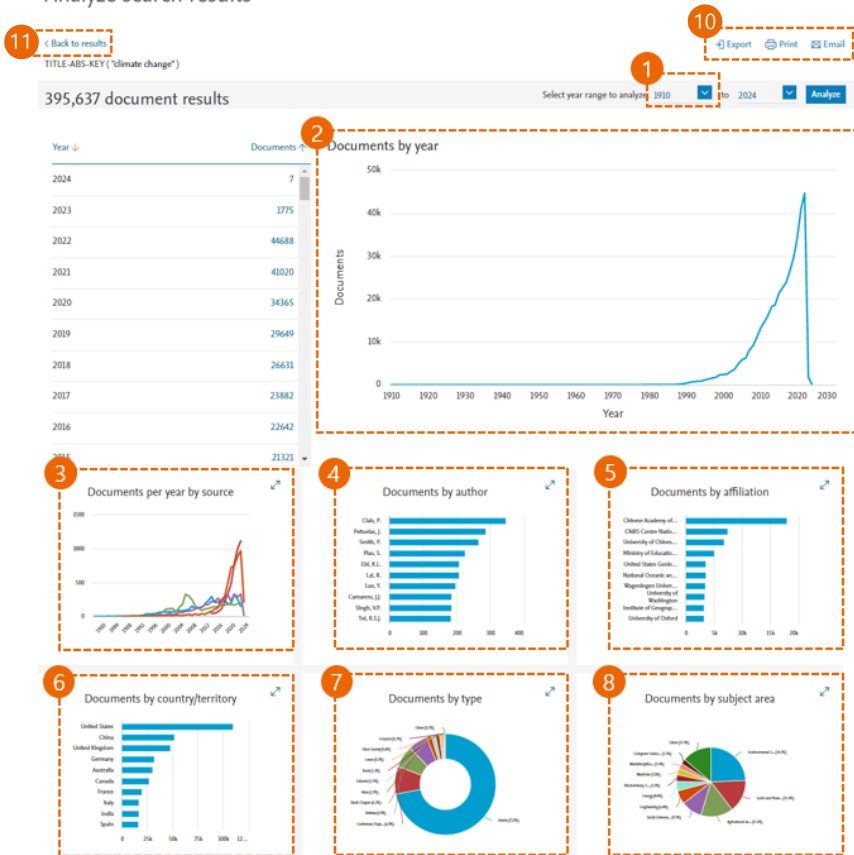 10
11
< Back to results
Export Print Email
TITLE-ABS-KEY ( "climate change" )
1
395,637 document results
Select year range to analyze: 1910 to 2024 Analyze
2
Year Documents
2024 7
2023 1775
2022 44688
2021 41020
2020 34365
2019 29649
2018 26631
2017 23882
2016 22642
2015 21321
Documents by year
50k
40k
30k
20k
10k
0
Documents
1910 1920 1930 1940 1950 1960 1970 1980 1990 2000 2010 2020 2030
Year
3
Documents per year by source
1500
1000
500
0
4
Documents by author
Ciais, P.
Peñuelas, J.
Smith, P.
Piao, S.
Ebi, K.L.
Lal, R.
Luo, Y.
Camarero, J.J.
Singh, V.P.
Tol, R.S.J.
0 100 200 300 400
5
Documents by affiliation
Chinese Academy of...
CNRS Centre Natio...
University of Chines...
Ministry of Educatio...
United States Geolo...
National Oceanic an...
Wageningen Univer...
University of
Washington
Institute of Geograp...
University of Oxford
0 5k 10k 15k 20k
6
Documents by country/territory
United States
China
United Kingdom
Germany
Australia
Canada
France
Italy
India
Spain
0 25k 50k 75k 100k 12...
7
Documents by type
8
Documents by subject area